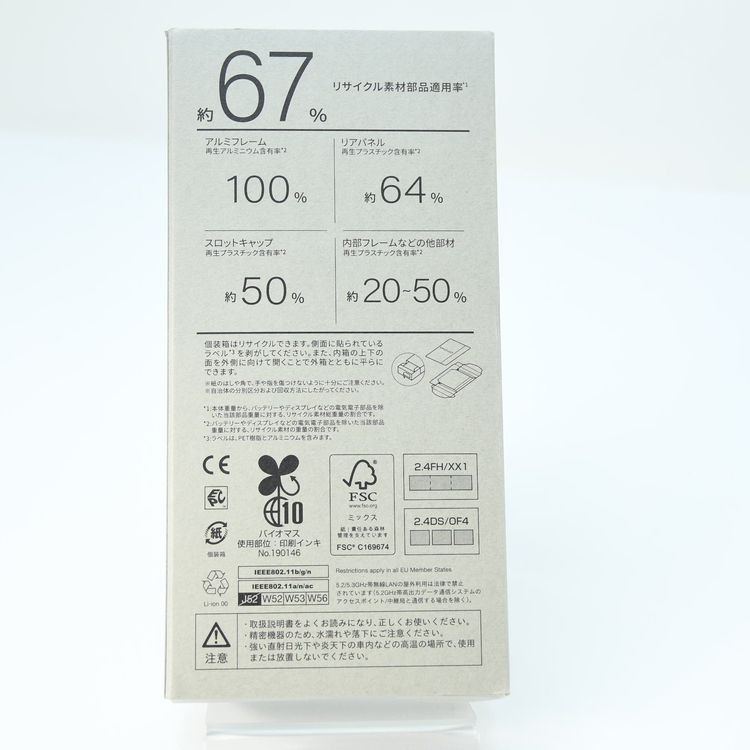 約67% リサイクル素材部品適用率*1
アルミフレーム
再生アルミニウム含有率*2
100%
リアパネル
再生プラスチック含有率*2
約64%
スロットキャップ
再生プラスチック含有率*2
約50%
内部フレームなどの他部材
再生プラスチック含有率*2
約20~50%
個装箱はリサイクルできます。側面に貼られている
ラベル*3を剥がしてください。また、内箱の上下の
面を外側に向けて開くことで外箱とともに平らに
できます。
※紙のはしや角で、手や指を傷つけないように十分にご注意ください。
※自治体の分別区分および回収方法にしたがってください。
*1:本体重量から、バッテリーやディスプレイなどの電気電子部品を除
いた当該部品重量に対する、リサイクル素材総重量の割合です。
*2:バッテリーやディスプレイなどの電気電子部品を除いた当該部品
重量に対する、リサイクル素材の重量の割合です。
*3:ラベルは、PET樹脂とアルミニウムを含みます。
CE
紙
個装箱
10
バイオマス
使用部位:印刷インキ
No.190146
FSC
www.fsc.org
ミックス
紙|責任ある森林
管理を支えています
FSC® C169674
2.4FH/XX1
2.4DS/OF4
Li-ion 00
IEEE802.11b/g/n
IEEE802.11a/n/ac
J52 W52 W53 W56
Restrictions apply in all EU Member States
5.2/5.3GHz帯無線LANの屋外利用は法律で禁止
されています(5.2GHz帯高出力データ通信システムの
アクセスポイント/中継局と通信する場合を除く)。
注意
・取扱説明書をよくお読みになり、正しくお使いください。
・精密機器のため、水濡れや落下にご注意ください。
・強い直射日光下や炎天下の車内などの高温の場所で、使用
または放置しないでください。